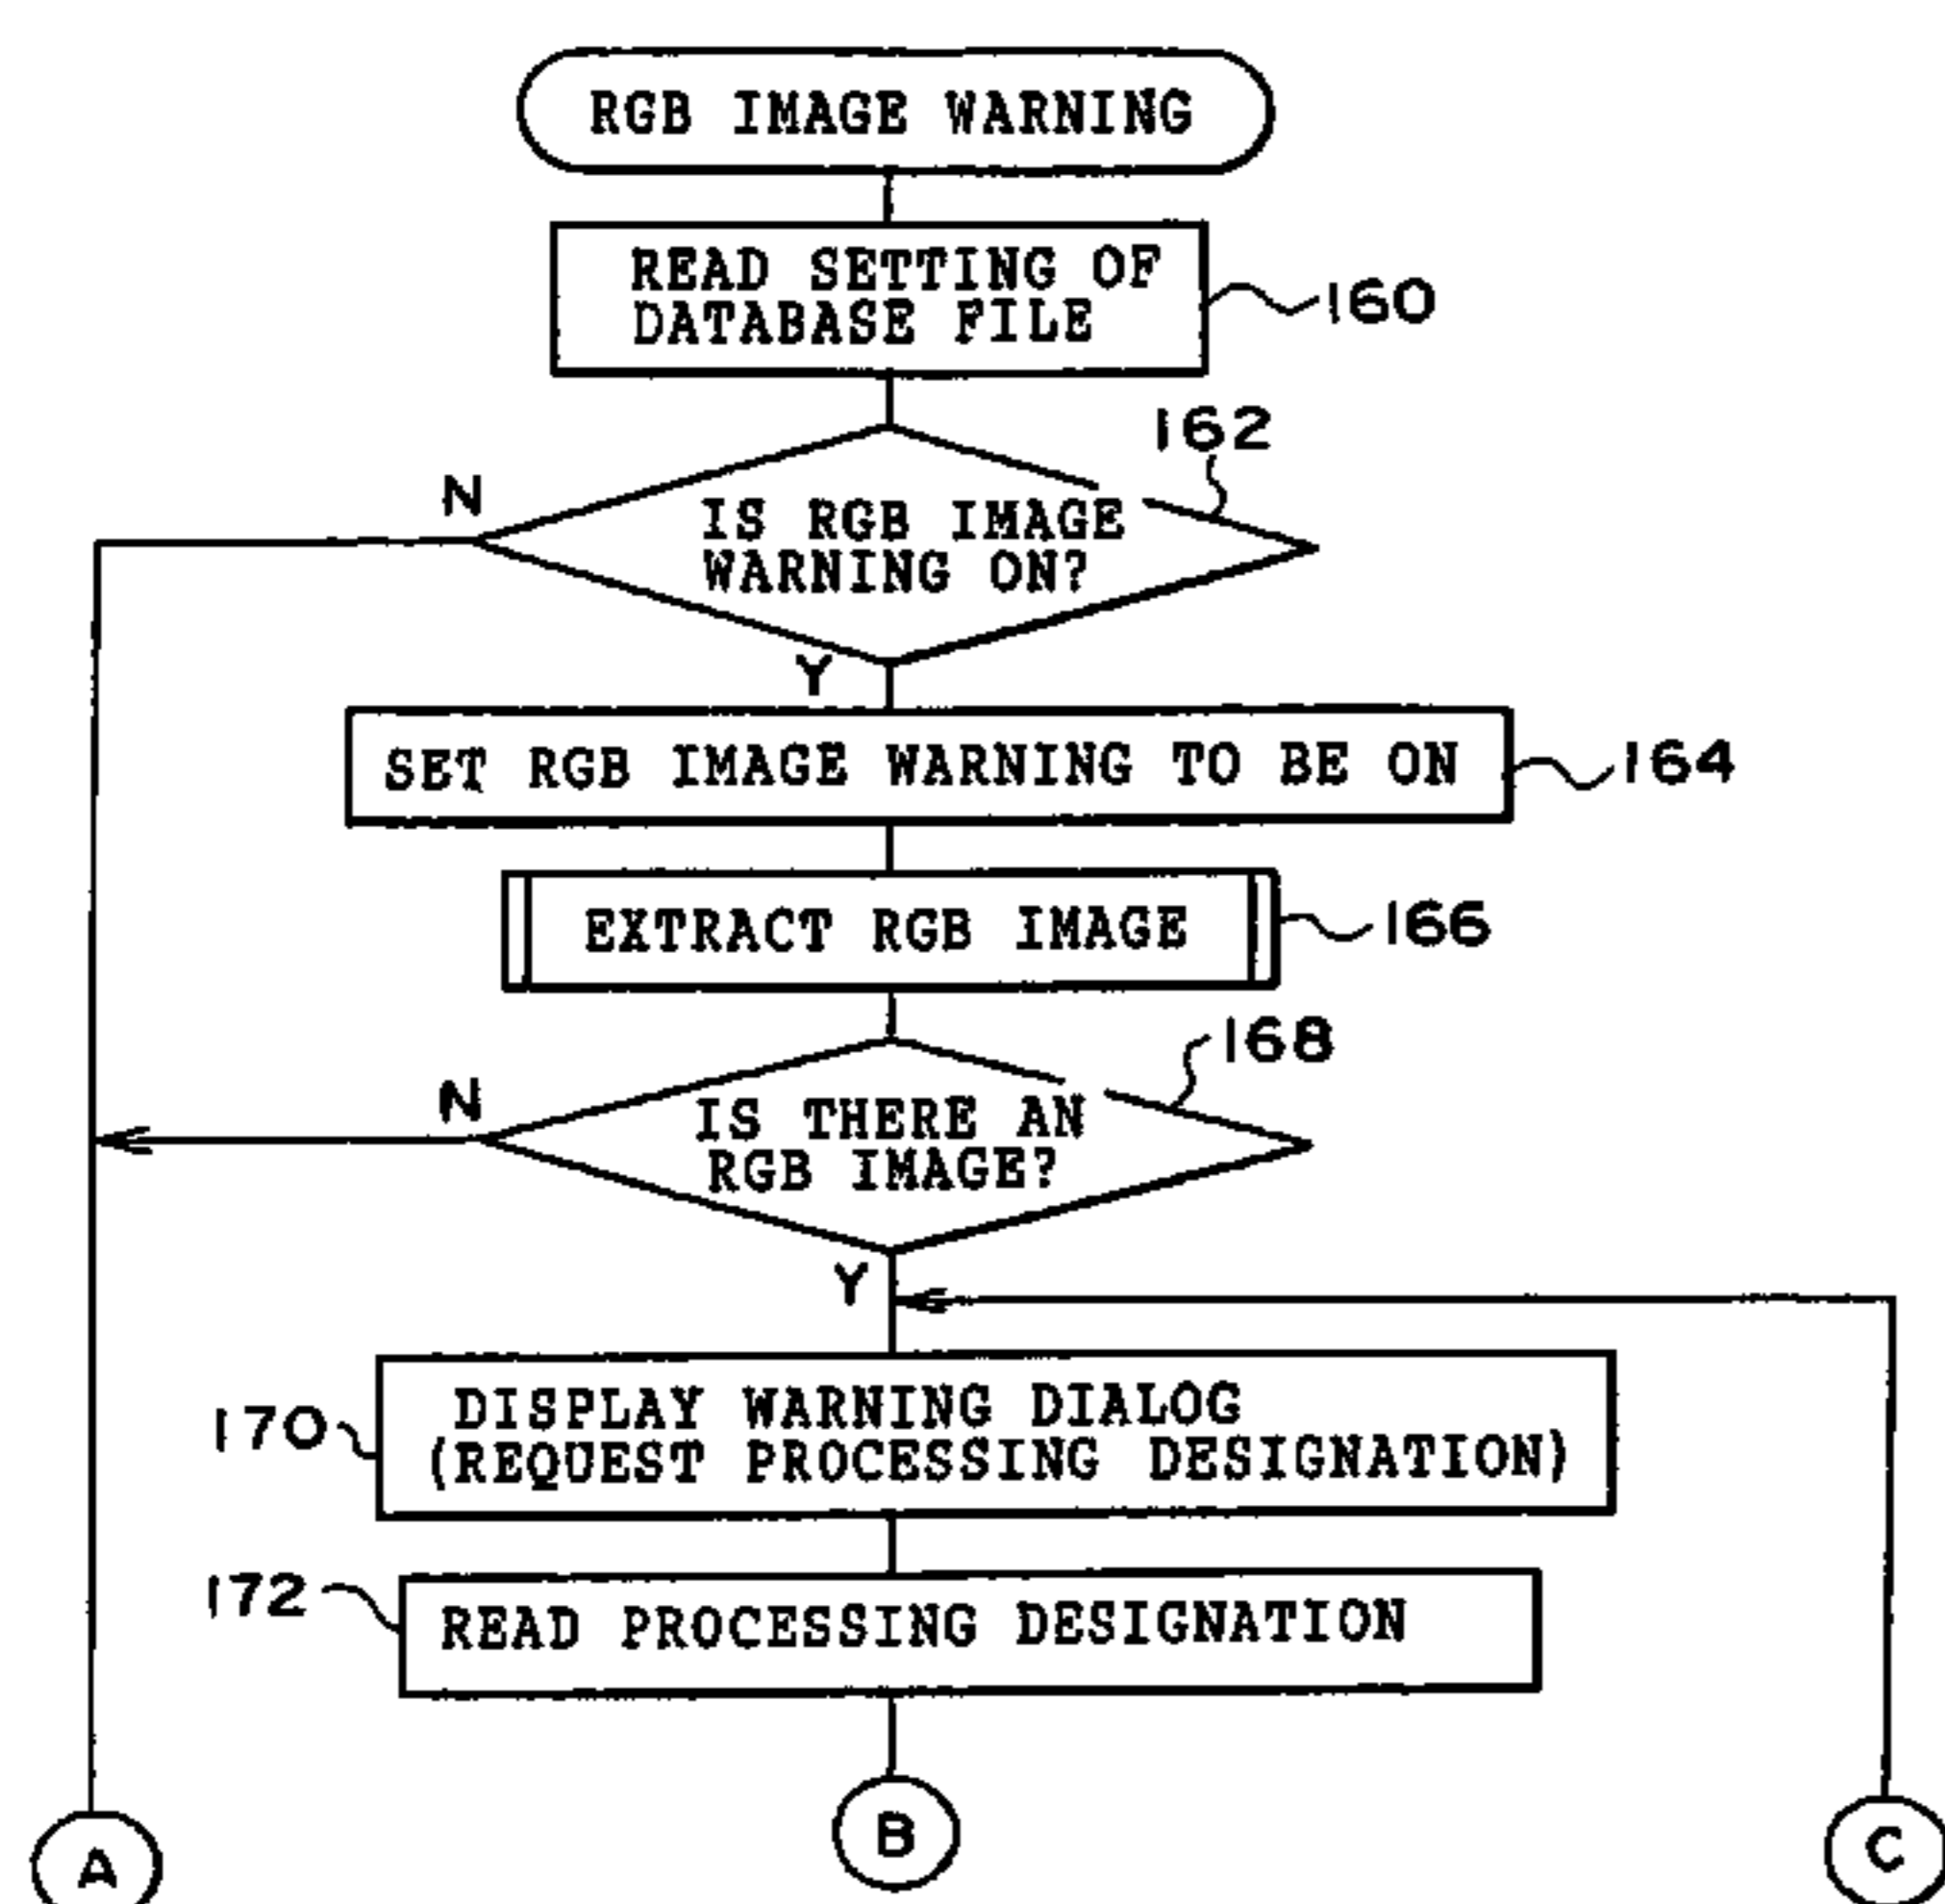 RGB IMAGE WARNING
READ SETTING OF
DATABASE FILE
160
162
N
IS RGB IMAGE
WARNING ON?
Y
SET RGB IMAGE WARNING TO BE ON
164
EXTRACT RGB IMAGE
166
168
N
IS THERE AN
RGB IMAGE?
Y
170
DISPLAY WARNING DIALOG
(REQUEST PROCESSING DESIGNATION)
172
READ PROCESSING DESIGNATION
A
B
C